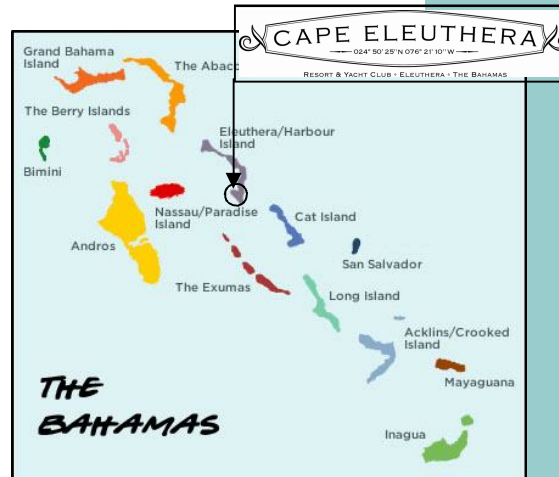 CAPE ELEUTHERA
024° 50' 25"N 076° 21' 10"W
RESORT & YACHT CLUB • ELEUTHERA • THE BAHAMAS
Grand Bahama
Island
The Abac
The Berry Islands
Eleuthera/Harbour
Island
Bimini
Nassau/Paradise
Island
Cat Island
Andros
San Salvador
The Exumas
Long Island
Acklins/Crooked
Island
Mayaguana
THE
BAHAMAS
Inagua